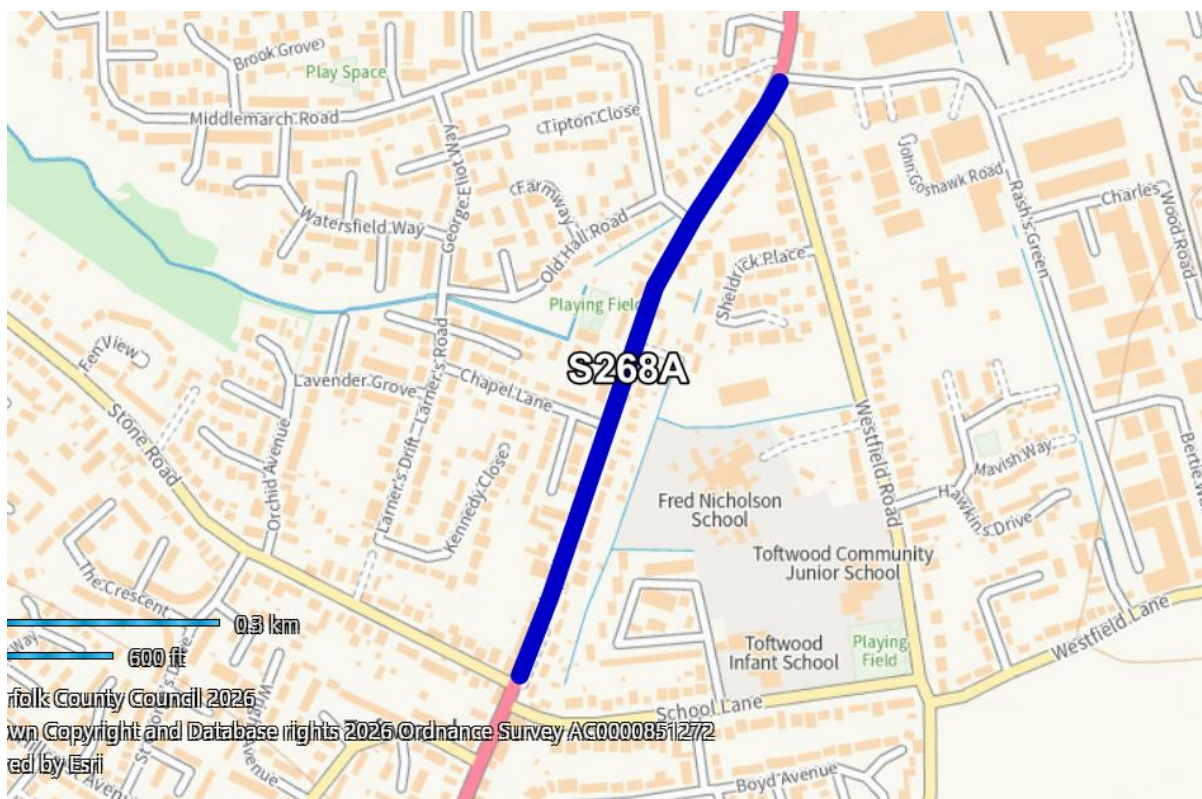 Brook Grove
Play Space
Middlemarch Road
Tipton Close
George Eliot Way
John Goshawk Road
Rash's Green
Charles
Wood Road
Farmway
Watersfield Way
Old Hall Road
Sheldrick Place
Playing Field
S268A
Fen View
Lavender Grove
Larner's Drift
Larner's Road
Chapel Lane
Stone Road
Orchid Avenue
Kennedy Close
Westfield Road
Mavish Way
Hawkins Drive
Bertie
Fred Nicholson
School
Toftwood Community
Junior School
The Crescent
Toftwood
Infant School
Playing
Field
Westfield Lane
School Lane
Way
0.3 km
600 ft
rfolk County Council 2026
wn Copyright and Database rights 2026 Ordnance Survey AC0000851272
red by Esri
Avenue
Boyd Avenue